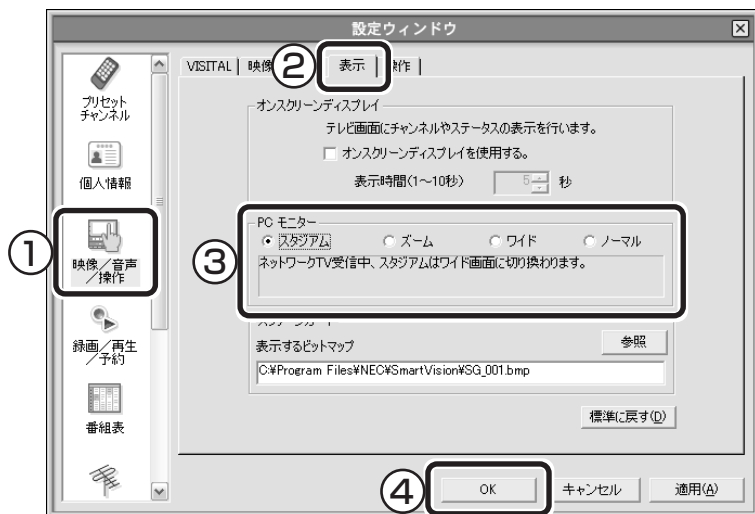 設定ウィンドウ
プリセット
チャンネル
個人情報
①
映像/音声
/操作
録画/再生
/予約
番組表
VISITAL
映像
②
表示
操作
オンスクリーンディスプレイ
テレビ画面にチャンネルやステータスの表示を行います。
オンスクリーンディスプレイを使用する。
表示時間(1~10秒)
5
秒
③
PC モニター
スタジアム
ズーム
ワイド
ノーマル
ネットワークTV受信中、スタジアムはワイド画面に切り換わります。
表示するビットマップ
参照
C:¥Program Files¥NEC¥SmartVision¥SG_001.bmp
標準に戻す(D)
④
OK
キャンセル
適用(A)